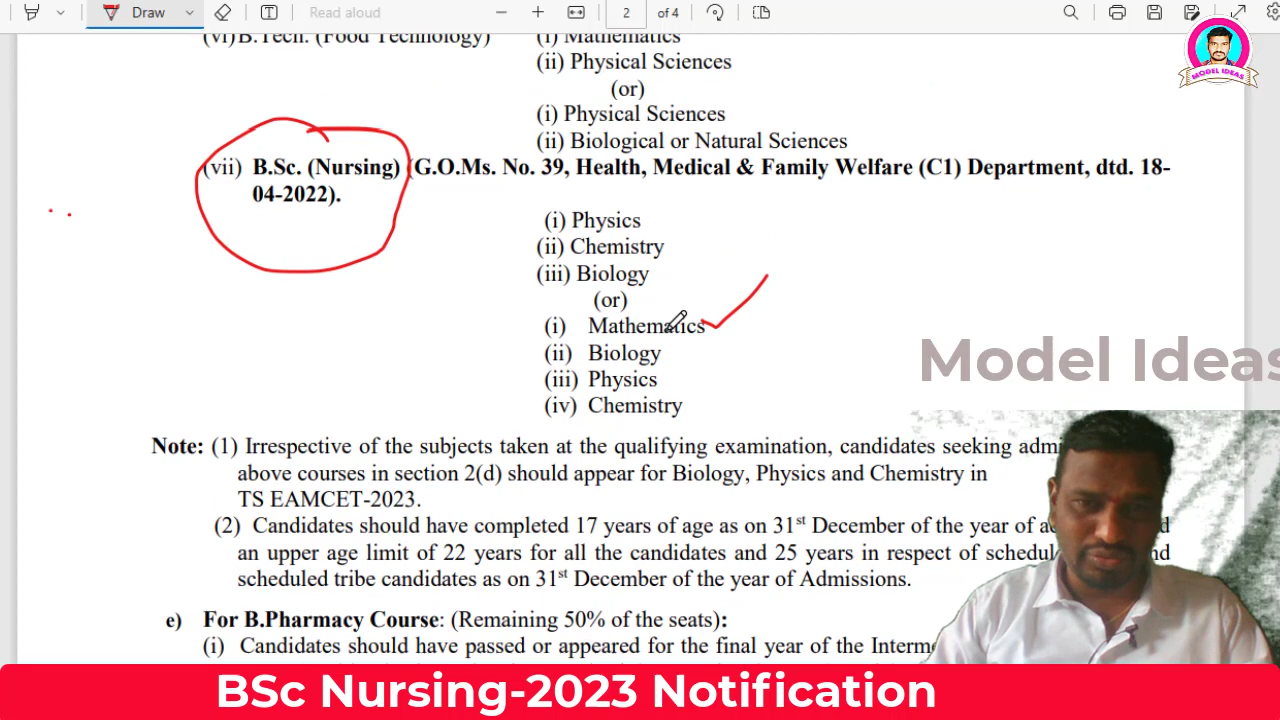 Draw
Read aloud
2 of 4
(vi)B.Tech. (Food Technology) (i) Mathematics
(ii) Physical Sciences
(or)
(i) Physical Sciences
(ii) Biological or Natural Sciences
MODEL IDEAS
(vii) B.Sc. (Nursing) (G.O.Ms. No. 39, Health, Medical & Family Welfare (C1) Department, dtd. 18-
04-2022).
(i) Physics
(ii) Chemistry
(iii) Biology
(or)
(i) Mathematics
(ii) Biology
(iii) Physics
(iv) Chemistry
Model Ideas
Note: (1) Irrespective of the subjects taken at the qualifying examination, candidates seeking
above courses in section 2(d) should appear for Biology, Physics and Chemistry in
TS EAMCET-2023.
(2) Candidates should have completed 17 years of age as on 31st December of the year of
an upper age limit of 22 years for all the candidates and 25 years in respect of
scheduled tribe candidates as on 31st December of the year of Admissions.
e) For B.Pharmacy Course: (Remaining 50% of the seats):
(i) Candidates should have passed or appeared for the final year of the
BSc Nursing-2023 Notification